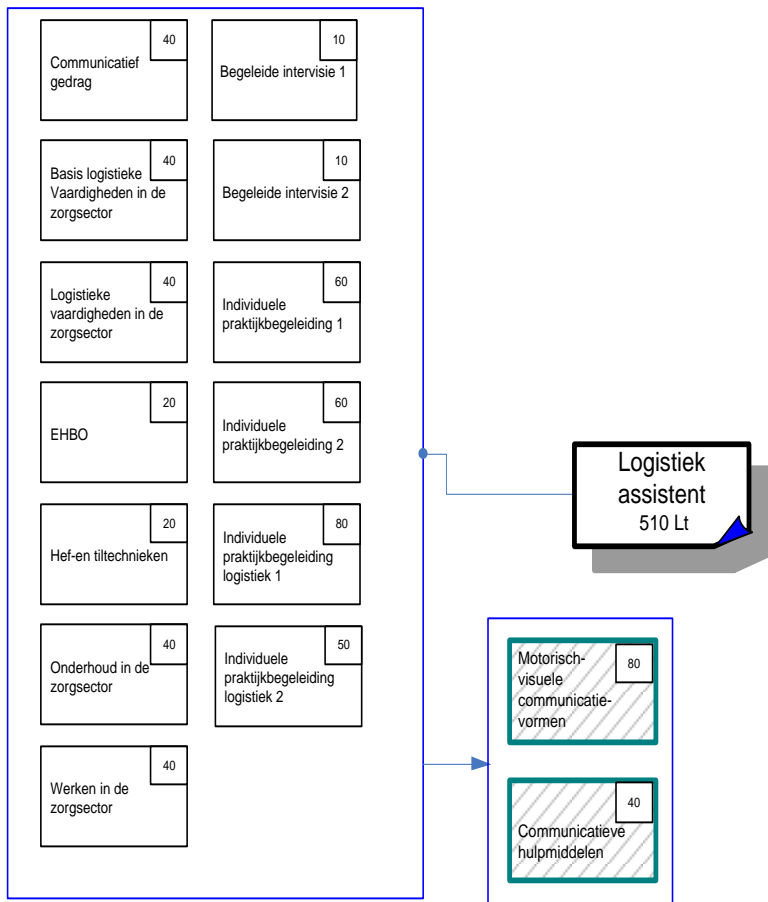 40
Communicatief
gedrag
10
Begeleide intervisie 1
40
Basis logistieke
Vaardigheden in de
zorgsector
10
Begeleide intervisie 2
40
Logistieke
vaardigheden in de
zorgsector
60
Individuele
praktijkbegeleiding 1
20
EHBO
60
Individuele
praktijkbegeleiding 2
20
Hef-en tiltechnieken
80
Individuele
praktijkbegeleiding
logistiek 1
40
Onderhoud in de
zorgsector
50
Individuele
praktijkbegeleiding
logistiek 2
40
Werken in de
zorgsector
Logistiek
assistent
510 Lt
80
Motorisch-
visuele
communicatie-
vormen
40
Communicatieve
hulpmiddelen